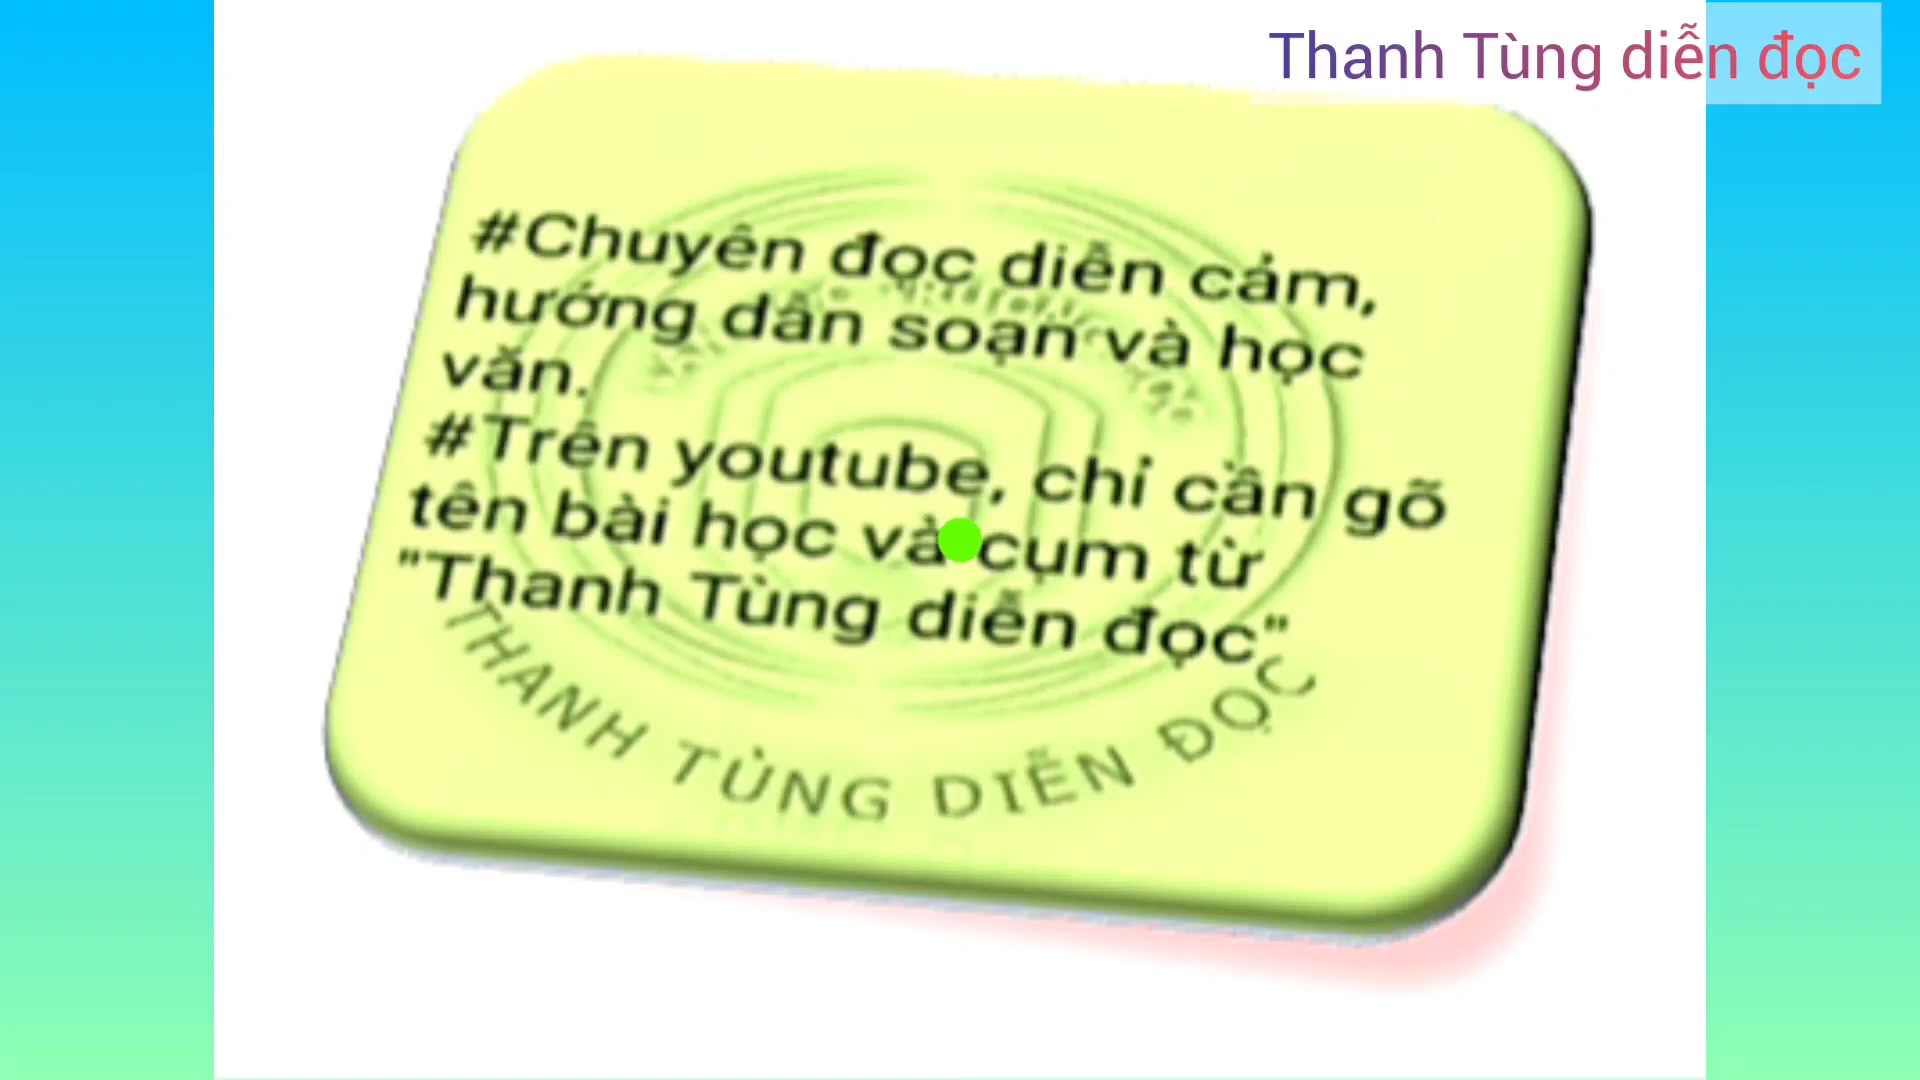 Thanh Tùng diễn đọc
#Chuyên đọc diễn cảm,
hướng dẫn soạn và học
văn.
#Trên youtube, chỉ cần gõ
tên bài học và cụm từ
"Thanh Tùng diễn đọc"
THANH TÙNG DIỄN ĐỌC